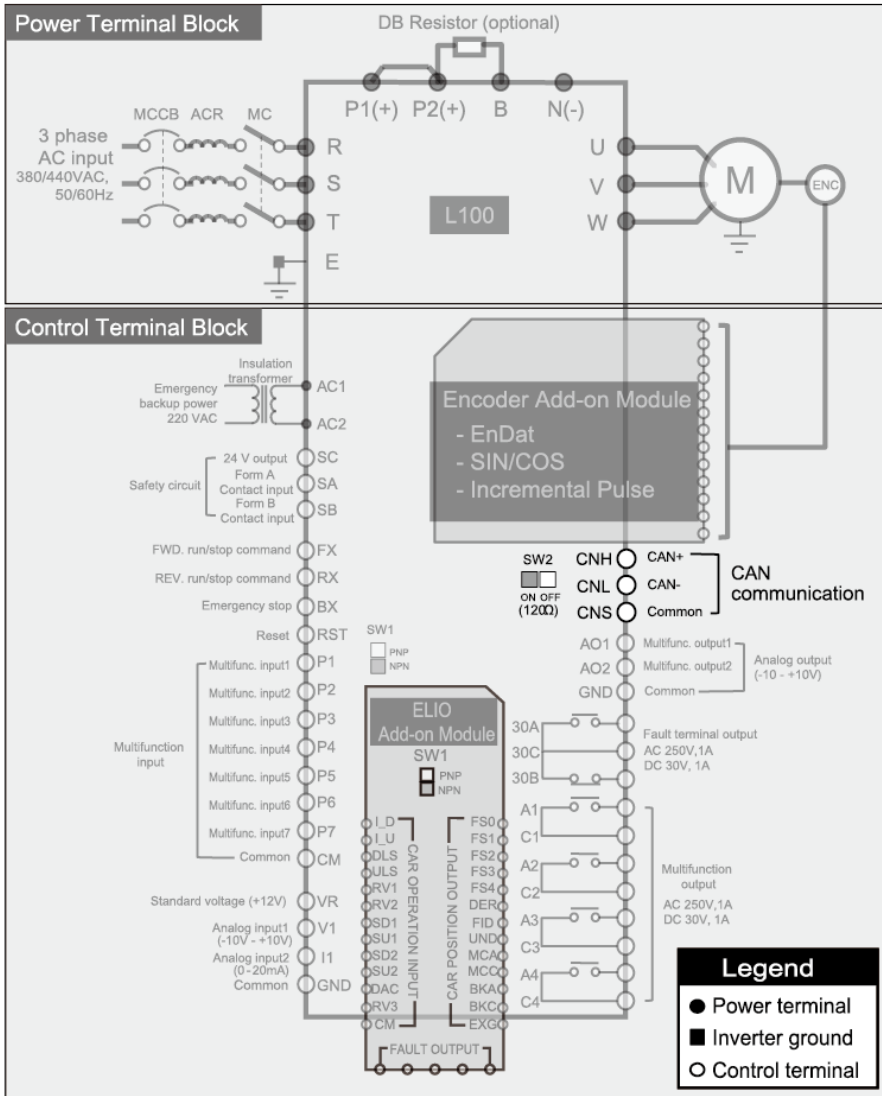 Power Terminal Block
DB Resistor (optional)
P1(+) P2(+) B N(-)
MCCB ACR MC
3 phase
AC input
380/440VAC,
50/60Hz
R
S
T
E
L100
U
V
W
M
ENC
Control Terminal Block
Insulation
transformer
Emergency
backup power
220 VAC
AC1
AC2
Safety circuit
24 V output SC
Form A
Contact input SA
Form B
Contact input SB
FWD. run/stop command FX
REV. run/stop command RX
Emergency stop BX
Reset RST
Multifunction
input
Multifunc. input1 P1
Multifunc. input2 P2
Multifunc. input3 P3
Multifunc. input4 P4
Multifunc. input5 P5
Multifunc. input6 P6
Multifunc. input7 P7
Common CM
Standard voltage (+12V) VR
Analog input1
(-10V - +10V) V1
Analog input2
(0-20mA) I1
Common GND
SW1
PNP
NPN
ELIO
Add-on Module
SW1
PNP
NPN
I_D
I_U
DLS
ULS
RV1
RV2
SD1
SU1
SD2
SU2
DAC
RV3
CM
CAR OPERATION INPUT
CAR POSITION OUTPUT
FS0
FS1
FS2
FS3
FS4
DER
FID
UND
MCA
MCC
BKA
BKC
EXG
FAULT OUTPUT
Encoder Add-on Module
- EnDat
- SIN/COS
- Incremental Pulse
SW2
ON OFF
(120Ω)
CNH CAN+
CNL CAN-
CNS Common
CAN
communication
AO1 Multifunc. output1
AO2 Multifunc. output2
GND Common
Analog output
(-10 - +10V)
30A
30C
30B
Fault terminal output
AC 250V,1A
DC 30V, 1A
A1
C1
A2
C2
A3
C3
A4
C4
Multifunction
output
AC 250V,1A
DC 30V, 1A
Legend
Power terminal
Inverter ground
Control terminal